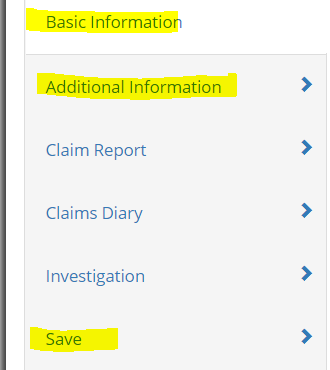 Basic Information
Additional Information
Claim Report
Claims Diary
Investigation
Save